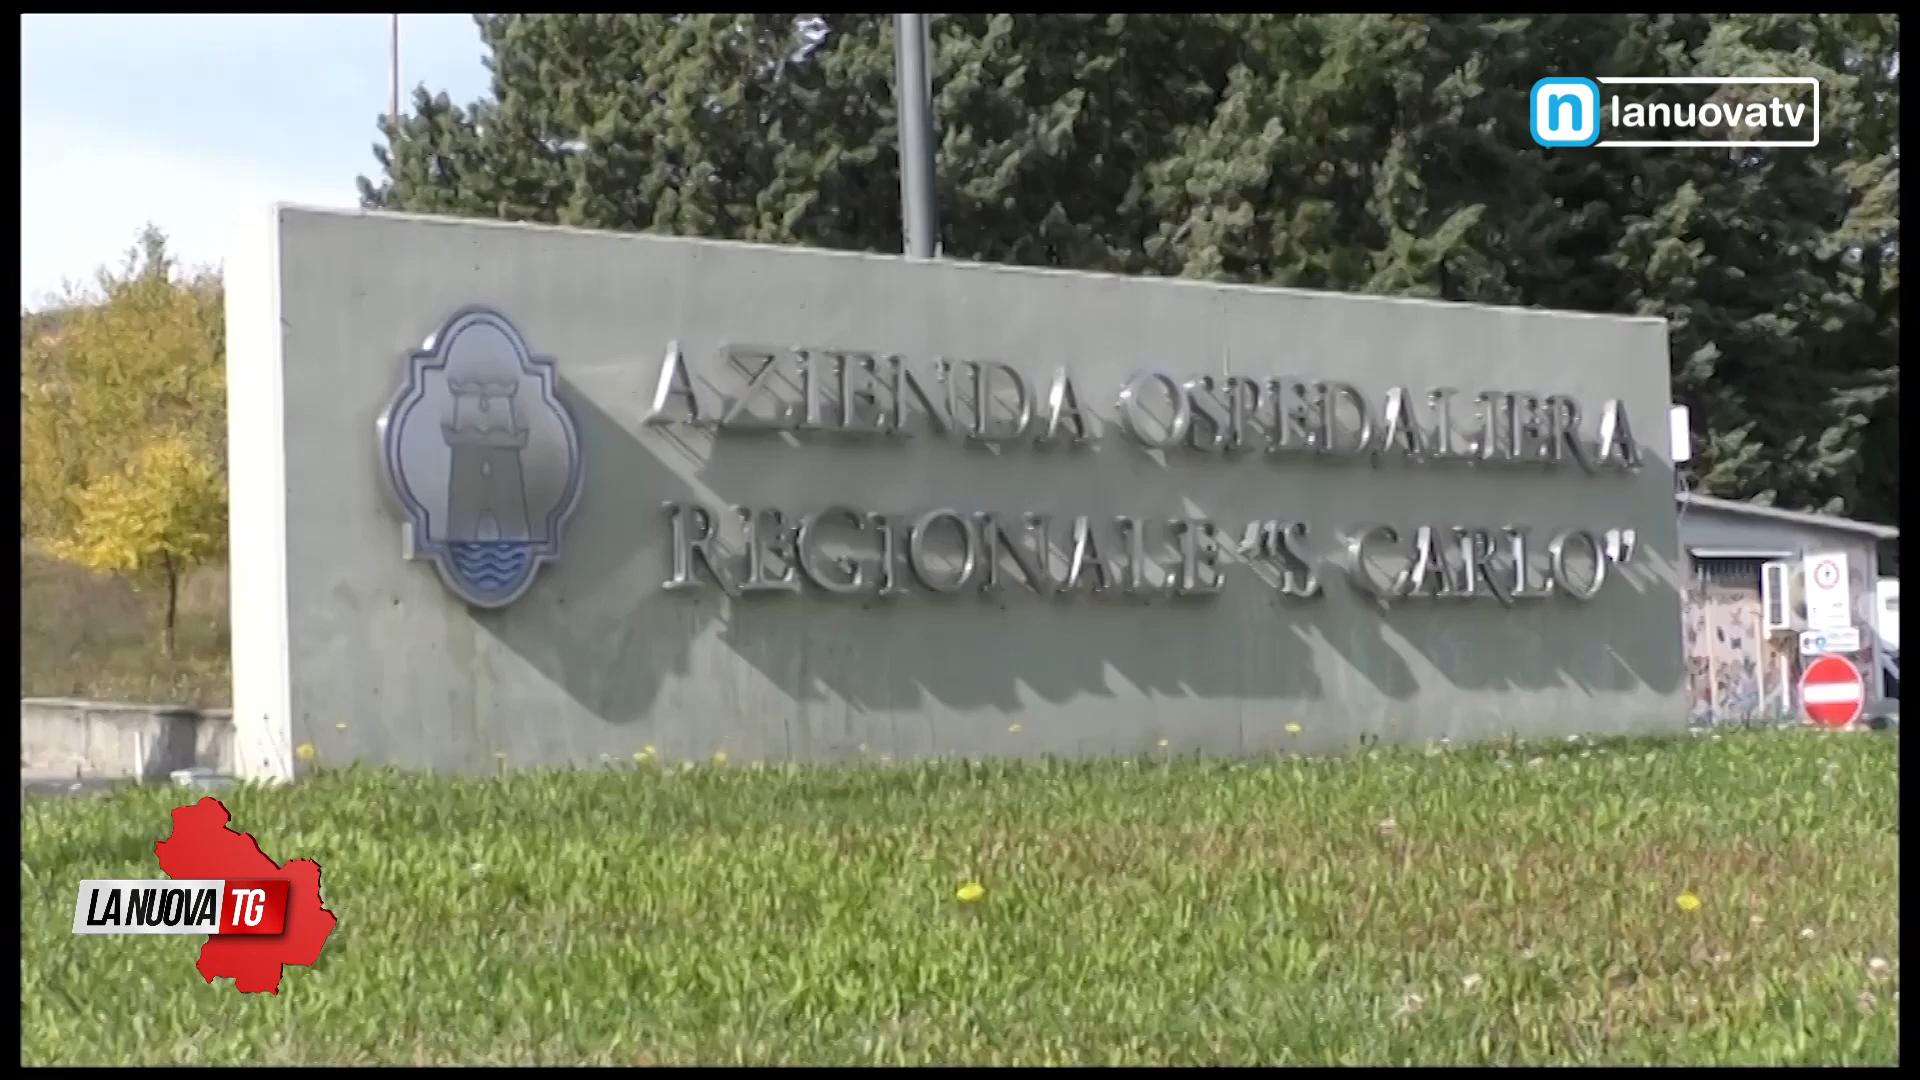 n lanuovatv
AZIENDA OSPEDALIERA
REGIONALE "S. CARLO"
LA NUOVA TG